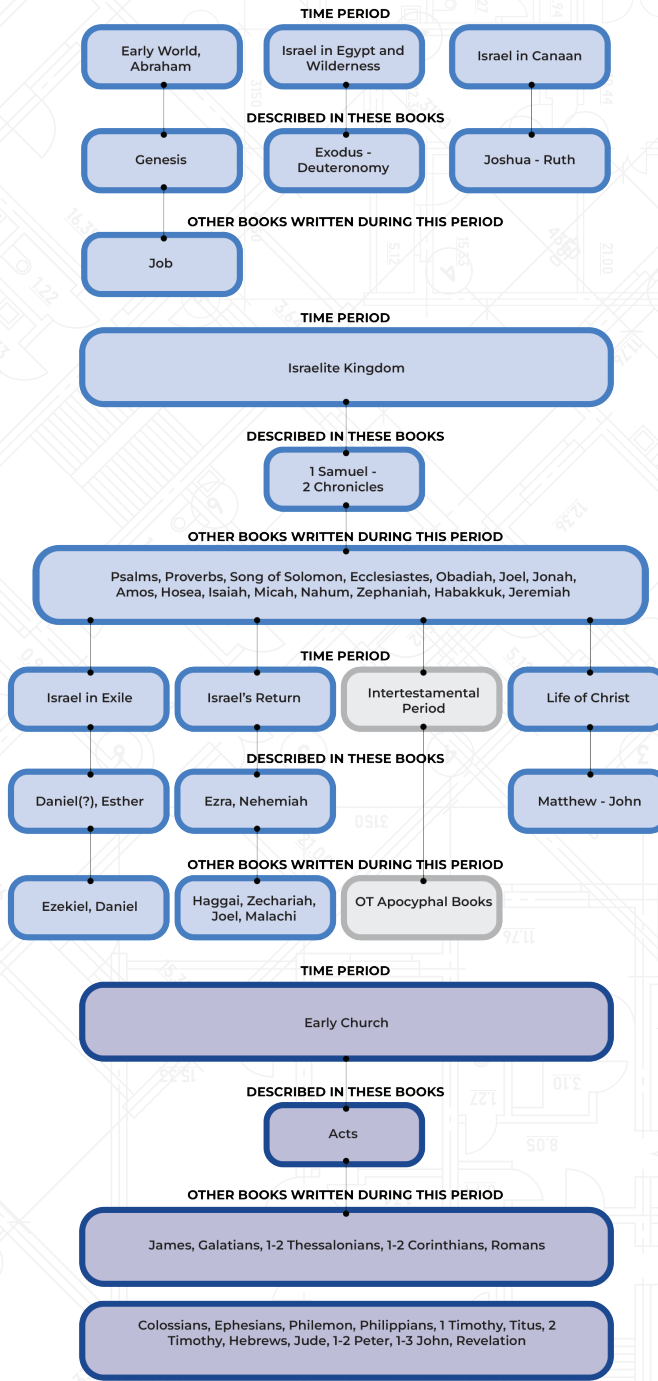 TIME PERIOD
Early World,
Abraham
Israel in Egypt and
Wilderness
Israel in Canaan
DESCRIBED IN THESE BOOKS
Genesis
Exodus -
Deuteronomy
Joshua - Ruth
OTHER BOOKS WRITTEN DURING THIS PERIOD
Job
TIME PERIOD
Israelite Kingdom
DESCRIBED IN THESE BOOKS
1 Samuel -
2 Chronicles
OTHER BOOKS WRITTEN DURING THIS PERIOD
Psalms, Proverbs, Song of Solomon, Ecclesiastes, Obadiah, Joel, Jonah,
Amos, Hosea, Isaiah, Micah, Nahum, Zephaniah, Habakkuk, Jeremiah
TIME PERIOD
Israel in Exile
Israel's Return
Intertestamental
Period
Life of Christ
DESCRIBED IN THESE BOOKS
Daniel(?), Esther
Ezra, Nehemiah
Matthew - John
OTHER BOOKS WRITTEN DURING THIS PERIOD
Ezekiel, Daniel
Haggai, Zechariah,
Joel, Malachi
OT Apocyphal Books
TIME PERIOD
Early Church
DESCRIBED IN THESE BOOKS
Acts
OTHER BOOKS WRITTEN DURING THIS PERIOD
James, Galatians, 1-2 Thessalonians, 1-2 Corinthians, Romans
Colossians, Ephesians, Philemon, Philippians, 1 Timothy, Titus, 2
Timothy, Hebrews, Jude, 1-2 Peter, 1-3 John, Revelation